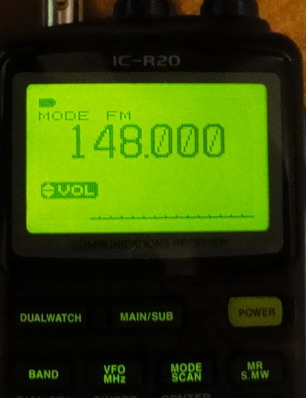 IC-R20
MODE FM
148.000
VOL
COMMUNICATIONS RECEIVER
DUALWATCH MAIN/SUB POWER
BAND VFO MHz MODE SCAN MR S.MW